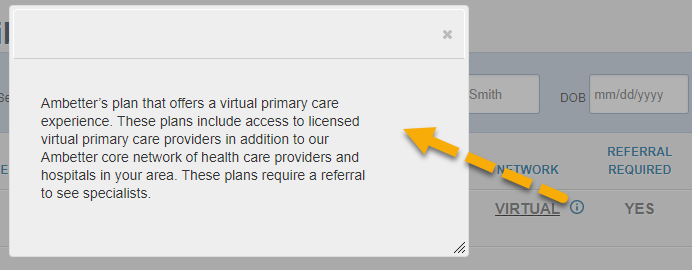 ×
Ambetter’s plan that offers a virtual primary care
experience. These plans include access to licensed
virtual primary care providers in addition to our
Ambetter core network of health care providers and
hospitals in your area. These plans require a referral
to see specialists.
Smith
DOB
mm/dd/yyyy
NETWORK
REFERRAL
REQUIRED
VIRTUAL
YES